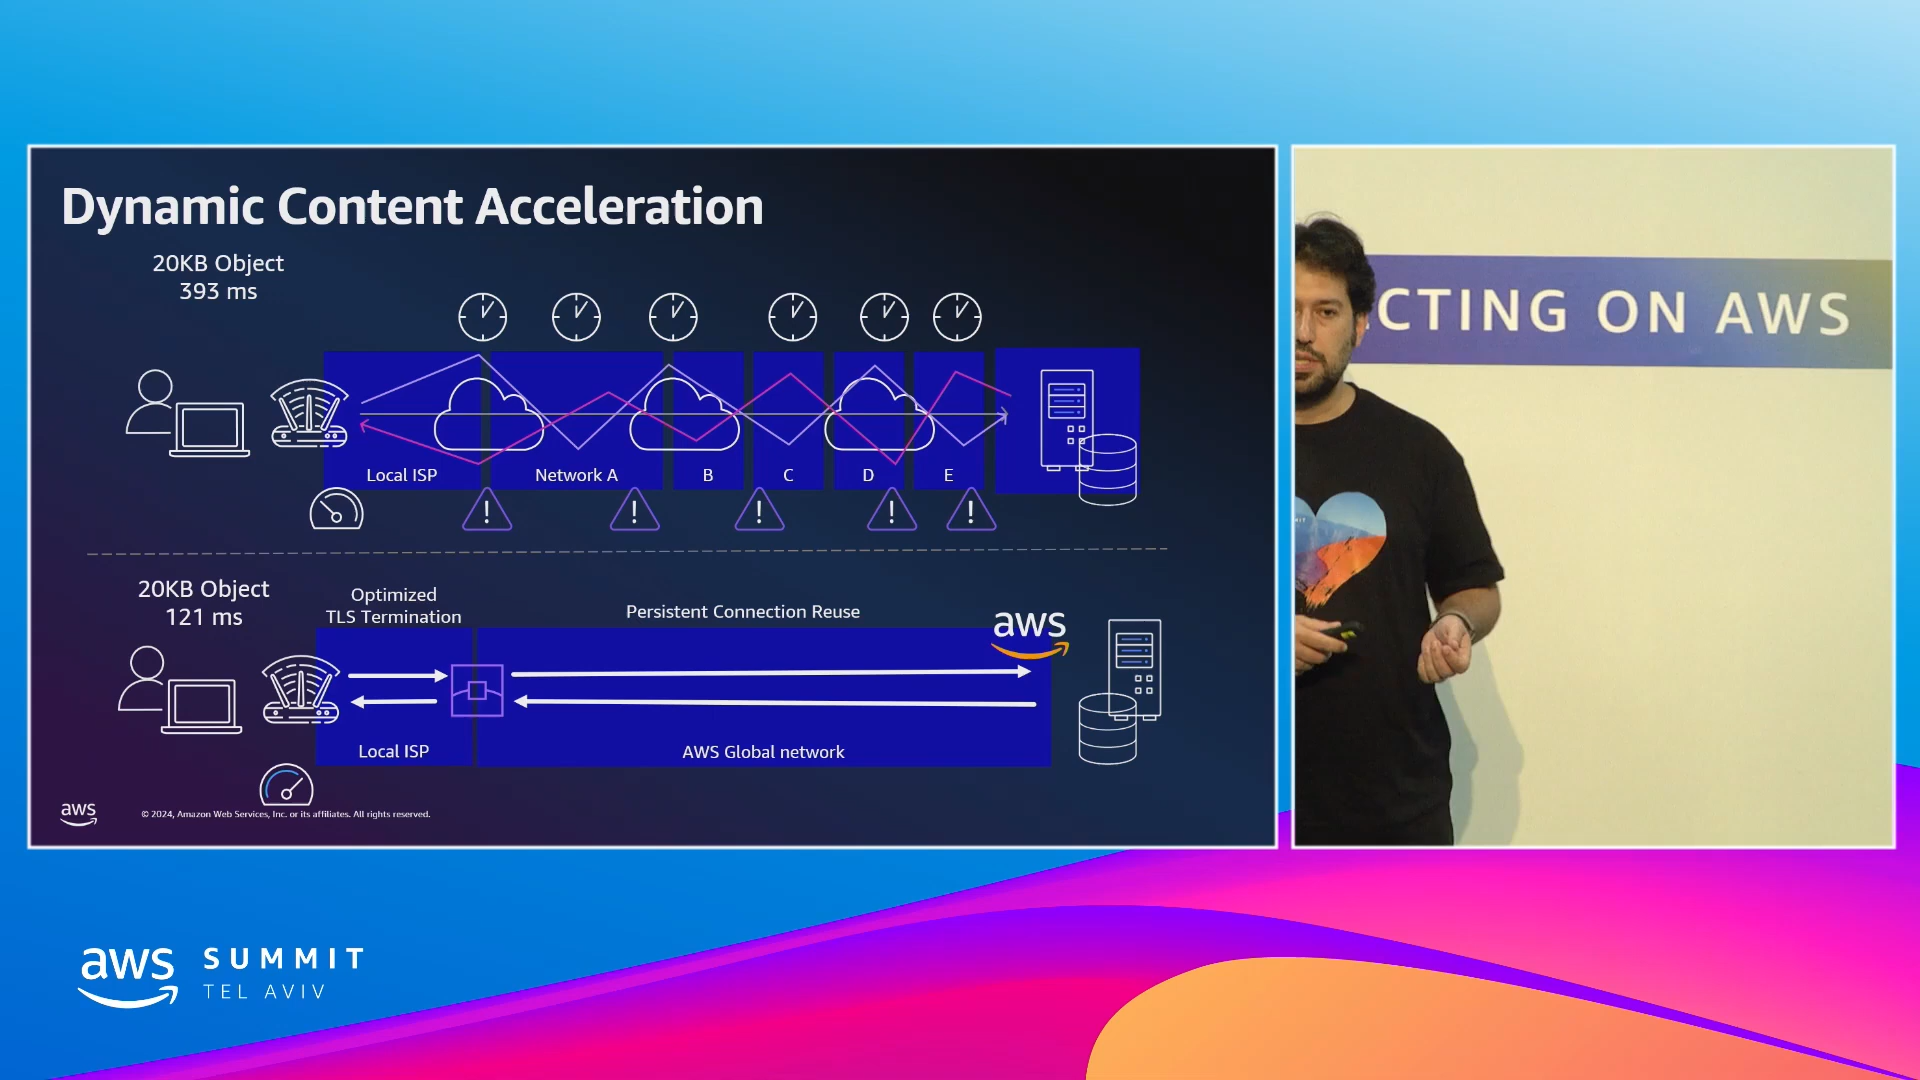 Dynamic Content Acceleration
20KB Object
393 ms
Local ISP
Network A
B
C
D
E
!
!
!
!
!
20KB Object
121 ms
Optimized
TLS Termination
Persistent Connection Reuse
aws
Local ISP
AWS Global network
aws
© 2024, Amazon Web Services, Inc. or its affiliates. All rights reserved.
CTING ON AWS
aws SUMMIT
TEL AVIV